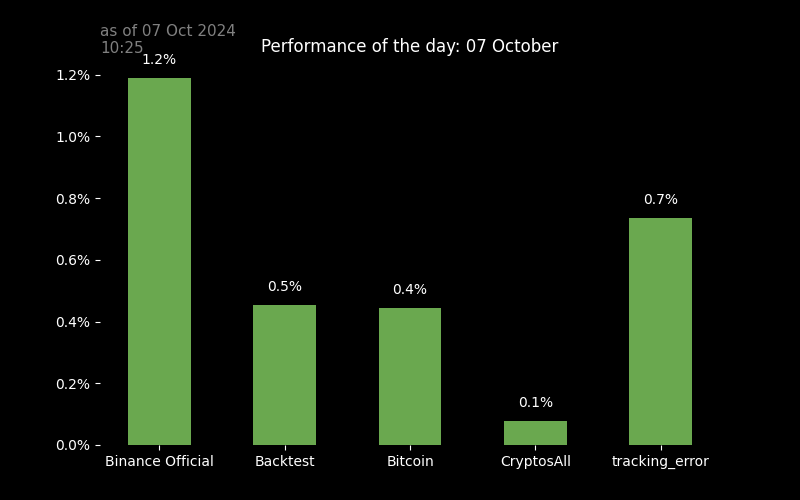 as of 07 Oct 2024
10:25
Performance of the day: 07 October
1.2%
1.2%
1.0%
0.8%
0.6%
0.4%
0.2%
0.0%
0.5%
0.4%
0.1%
0.7%
Binance Official
Backtest
Bitcoin
CryptosAll
tracking_error